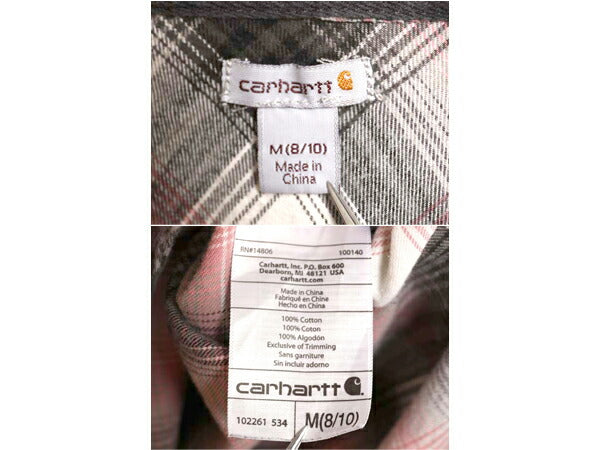 carhartt
M (8/10)
Made in
China
RN#14806 100140
Carhartt, Inc. P.O. Box 600
Dearborn, MI 48121 USA
carhartt.com
Made in China
Fabriqué en China
Hecho en China
100% Cotton
100% Coton
100% Algodón
Exclusive of Trimming
Sans garniture
Sin incluir adorno
carhartt
102261 534 M(8/10)